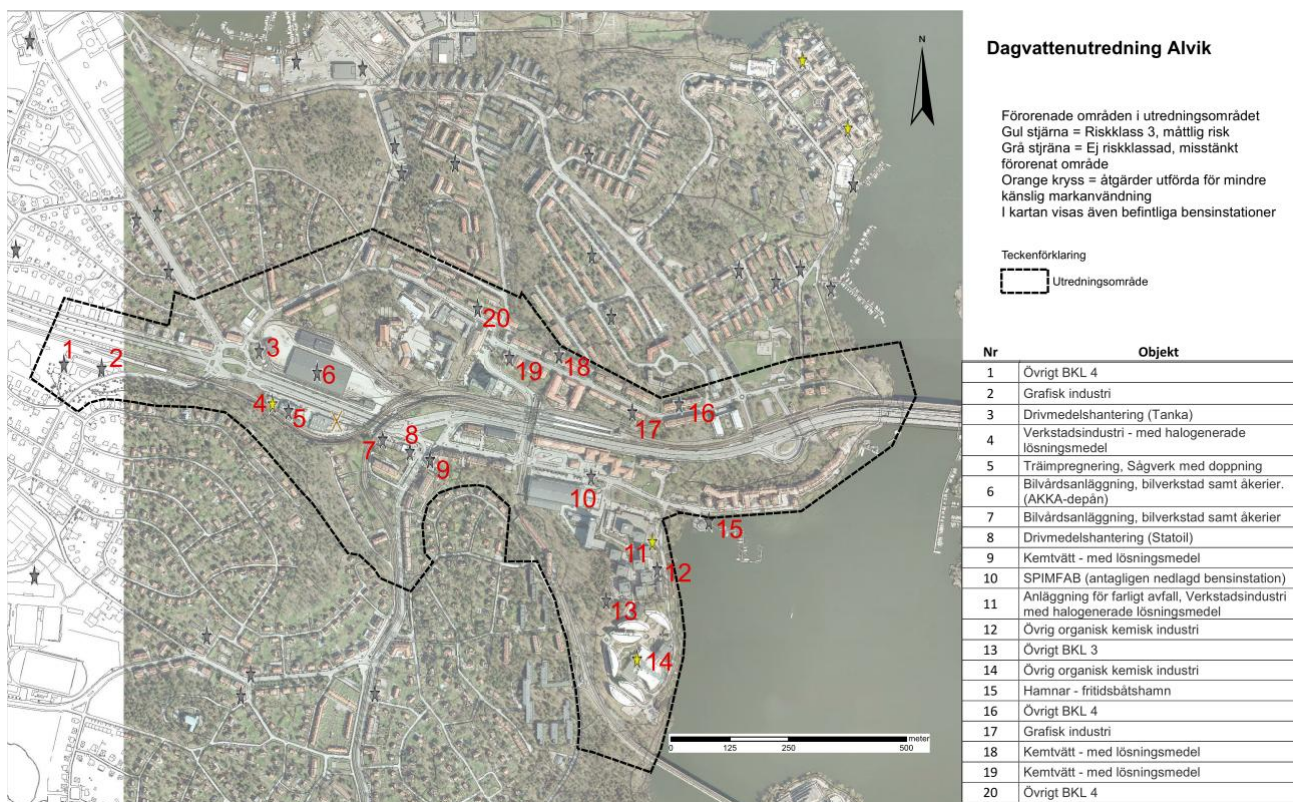 Dagvattenutredning Alvik
N
Förorenade områden i utredningsområdet
Gul stjärna = Riskklass 3, måttlig risk
Grå stjräna = Ej riskklassad, misstänkt
förorenat område
Orange kryss = åtgärder utförda för mindre
känslig markanvändning
I kartan visas även befintliga bensinstationer
Teckenförklaring
Utredningsområde
Nr Objekt
1 Övrigt BKL 4
2 Grafisk industri
3 Drivmedelshantering (Tanka)
4 Verkstadsindustri - med halogenerade
lösningsmedel
5 Träimpregnering, Sågverk med doppning
6 Bilvårdsanläggning, bilverkstad samt åkerier.
(AKKA-depån)
7 Bilvårdsanläggning, bilverkstad samt åkerier
8 Drivmedelshantering (Statoil)
9 Kemtvätt - med lösningsmedel
10 SPIMFAB (antagligen nedlagd bensinstation)
11 Anläggning för farligt avfall, Verkstadsindustri
med halogenerade lösningsmedel
12 Övrig organisk kemisk industri
13 Övrigt BKL 3
14 Övrig organisk kemisk industri
15 Hamnar - fritidsbåtshamn
16 Övrigt BKL 4
17 Grafisk industri
18 Kemtvätt - med lösningsmedel
19 Kemtvätt - med lösningsmedel
20 Övrigt BKL 4
20
1
2
3
19
18
6
4
5
16
17
7
8
9
10
15
11
12
13
14
meter
0 125 250 500